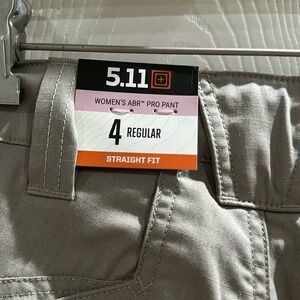 5.11
WOMEN'S ABR™ PRO PANT
4 REGULAR
STRAIGHT FIT